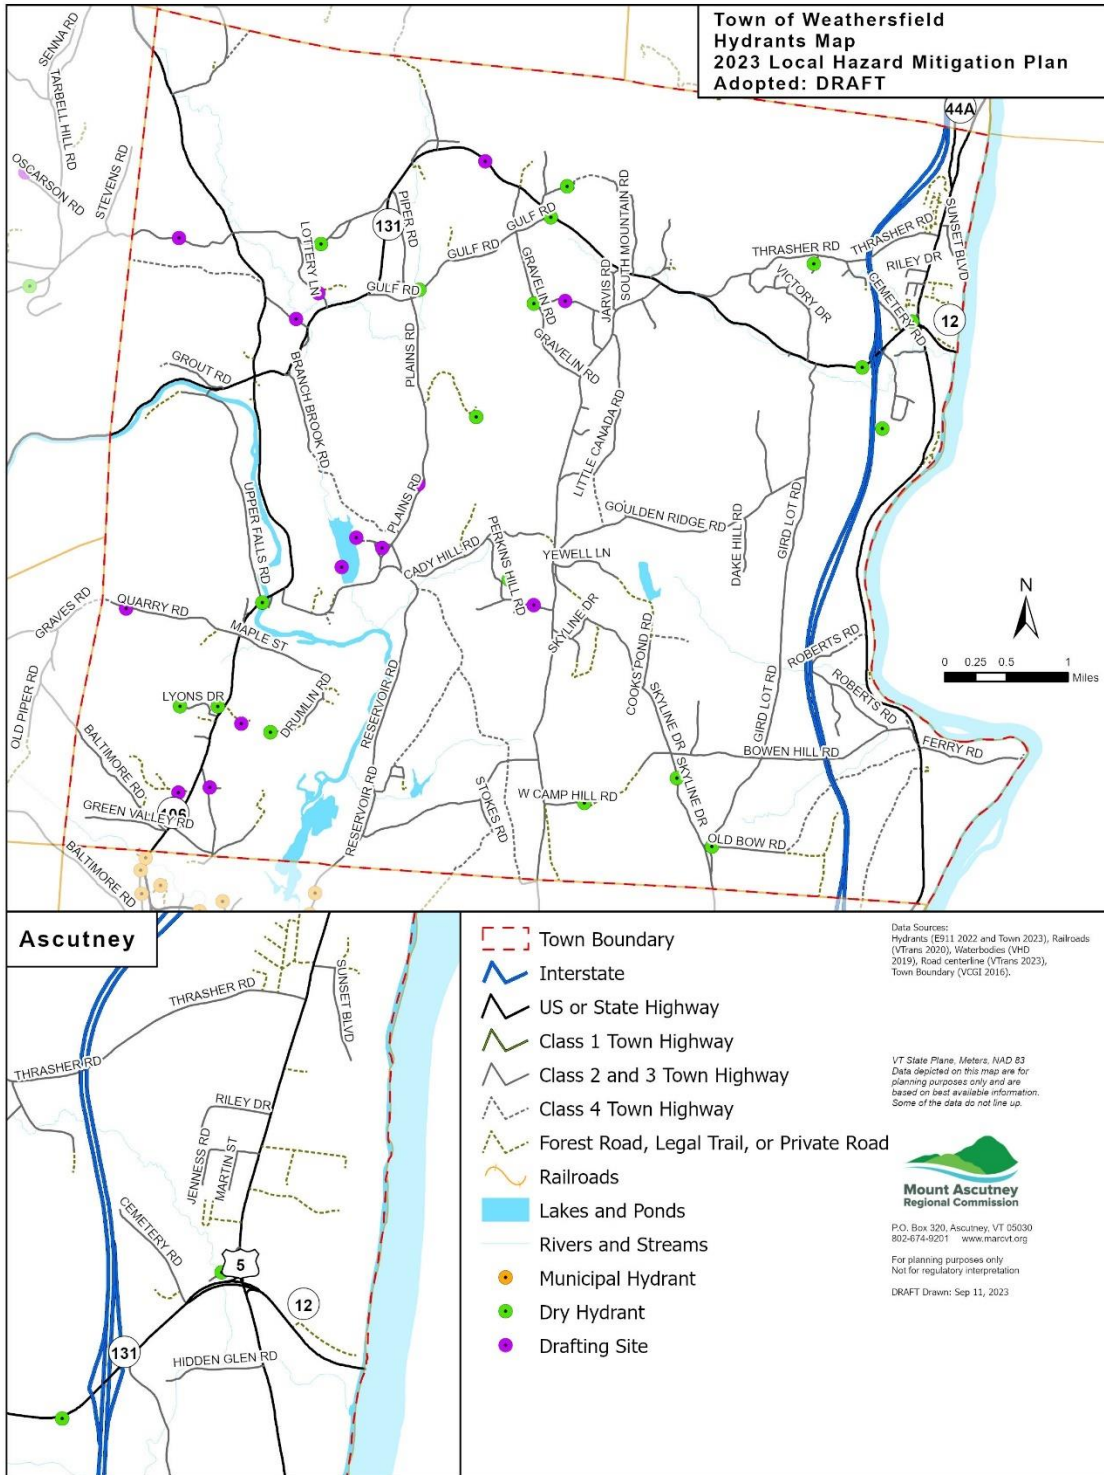 Town of Weathersfield
Hydrants Map
2023 Local Hazard Mitigation Plan
Adopted: DRAFT
44A
SENNA RD
TARBELL HILL RD
OSCARSON RD
STEVENS RD
LOTTERY LN
131
PIPER RD
GULF RD
GULF RD
GULF RD
GRAVELIN RD
GRAVELIN RD
JARVIS RD
SOUTH MOUNTAIN RD
THRASHER RD
THRASHER RD
VICTORY DR
RILEY DR
SUNSET BLVD
CEMETERY RD
12
GROUT RD
BRANCH BROOK RD
PLAINS RD
PLAINS RD
LITTLE CANADA RD
UPPER FALLS RD
CADY HILL RD
PERKINS HILL RD
YEWELL LN
GOULDEN RIDGE RD
DAKE HILL RD
GIRD LOT RD
GIRD LOT RD
GRAVES RD
QUARRY RD
MAPLE ST
OLD PIPER RD
LYONS DR
DRUMLIN RD
RESERVOIR RD
RESERVOIR RD
SKYLINE DR
SKYLINE DR
SKYLINE DR
COOKS POND RD
ROBERTS RD
ROBERTS RD
FERRY RD
BOWEN HILL RD
W CAMP HILL RD
STOKES RD
OLD BOW RD
BALTIMORE RD
BALTIMORE RD
GREEN VALLEY RD
106
N
0 0.25 0.5 1
Miles
Ascutney
THRASHER RD
THRASHER RD
SUNSET BLVD
RILEY DR
JENNESS RD
MARTIN ST
CEMETERY RD
5
12
131
HIDDEN GLEN RD
Town Boundary
Interstate
US or State Highway
Class 1 Town Highway
Class 2 and 3 Town Highway
Class 4 Town Highway
Forest Road, Legal Trail, or Private Road
Railroads
Lakes and Ponds
Rivers and Streams
Municipal Hydrant
Dry Hydrant
Drafting Site
Data Sources:
Hydrants (E911 2022 and Town 2023), Railroads
(VTrans 2020), Waterbodies (VHD
2019), Road centerline (VTrans 2023),
Town Boundary (VCGI 2016).
VT State Plane, Meters, NAD 83
Data depicted on this map are for
planning purposes only and are
based on best available information.
Some of the data do not line up.
Mount Ascutney
Regional Commission
P.O. Box 320, Ascutney, VT 05030
802-674-9201 www.marcvt.org
For planning purposes only
Not for regulatory interpretation
DRAFT Drawn: Sep 11, 2023